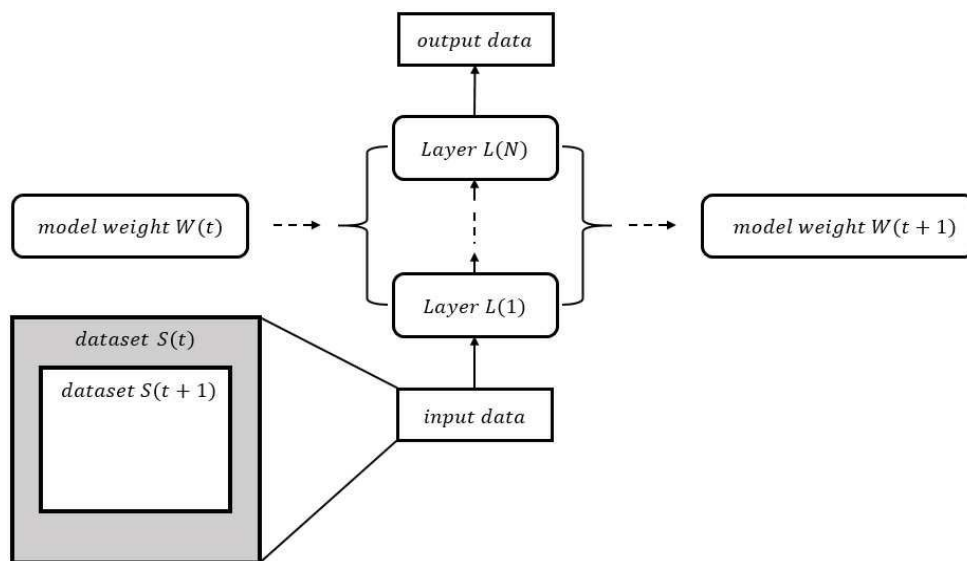 output data
Layer L(N)
model weight W(t)
model weight W(t + 1)
Layer L(1)
dataset S(t)
dataset S(t + 1)
input data